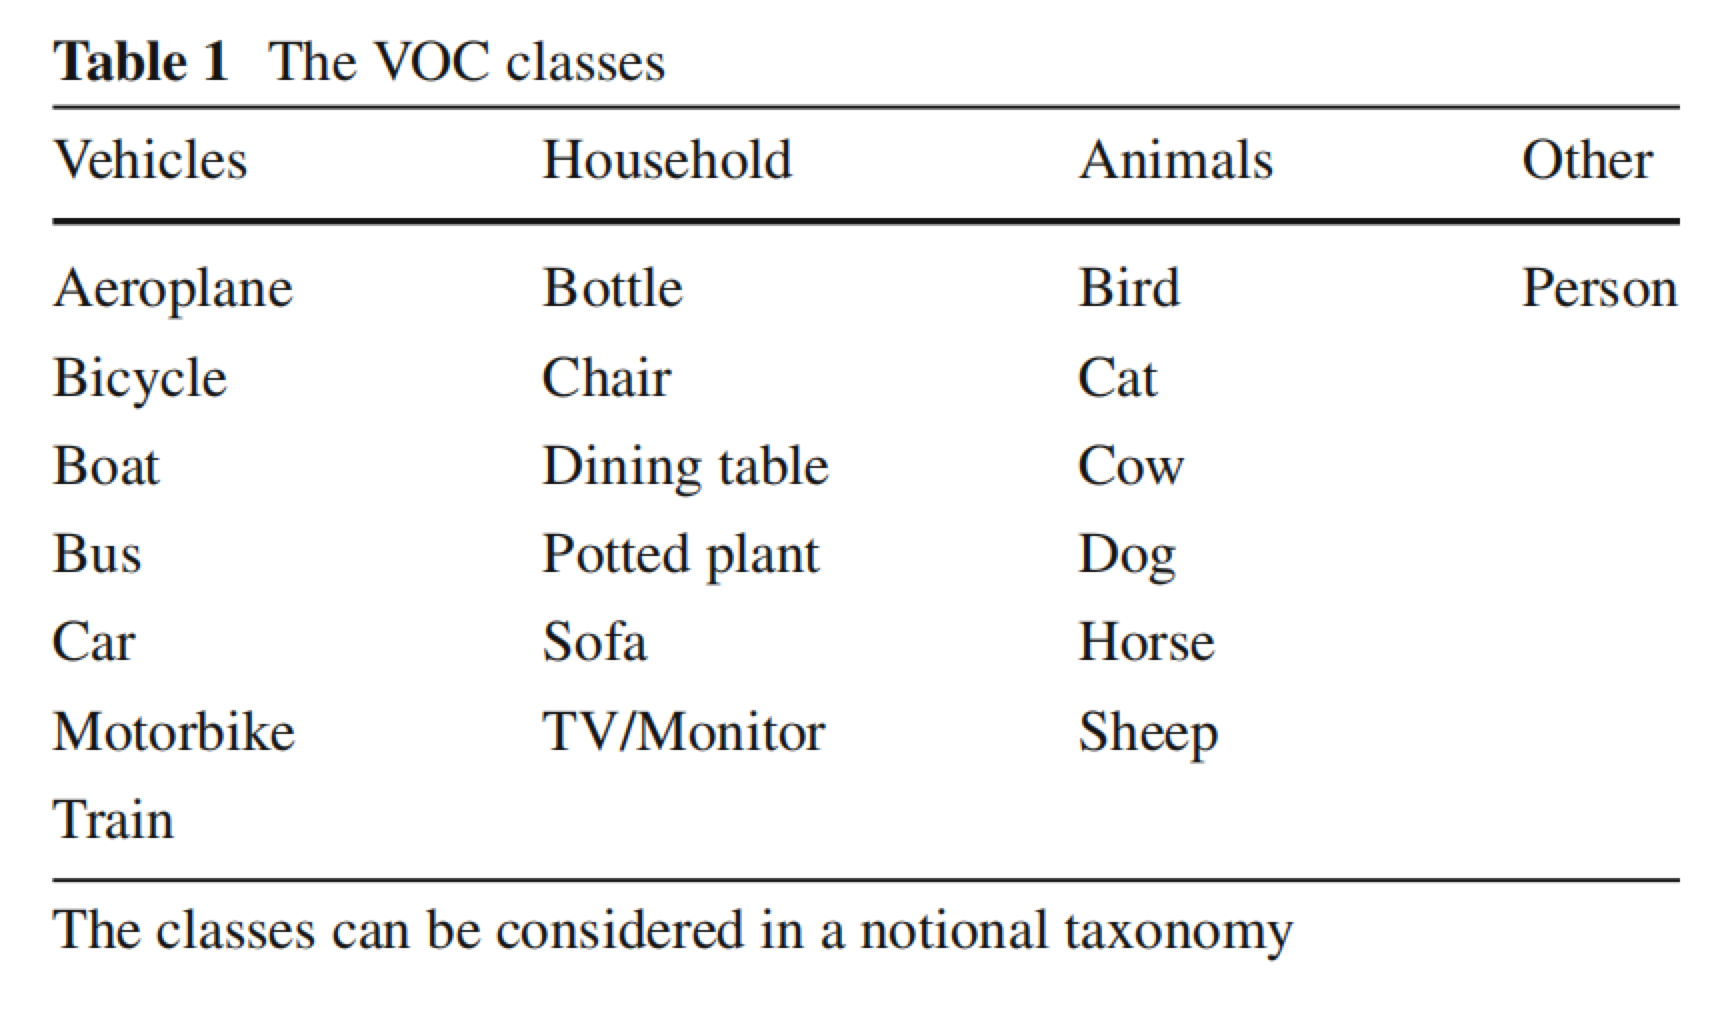 Table 1 The VOC classes
Vehicles Household Animals Other
Aeroplane Bottle Bird Person
Bicycle Chair Cat
Boat Dining table Cow
Bus Potted plant Dog
Car Sofa Horse
Motorbike TV/Monitor Sheep
Train
The classes can be considered in a notional taxonomy